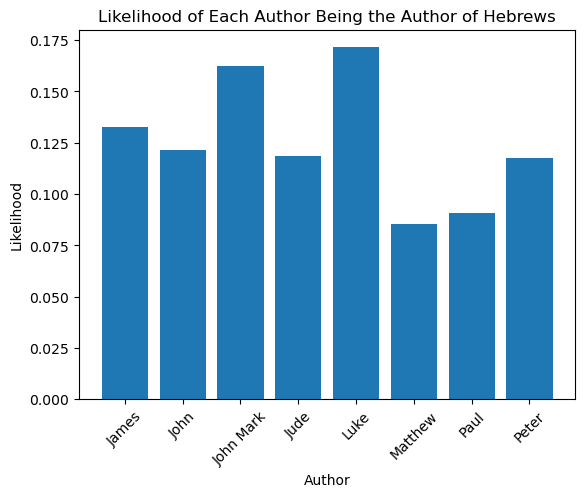 Likelihood of Each Author Being the Author of Hebrews
0.175
0.150
0.125
0.100
0.075
0.050
0.025
0.000
Likelihood
James
John
John Mark
Jude
Luke
Matthew
Paul
Peter
Author